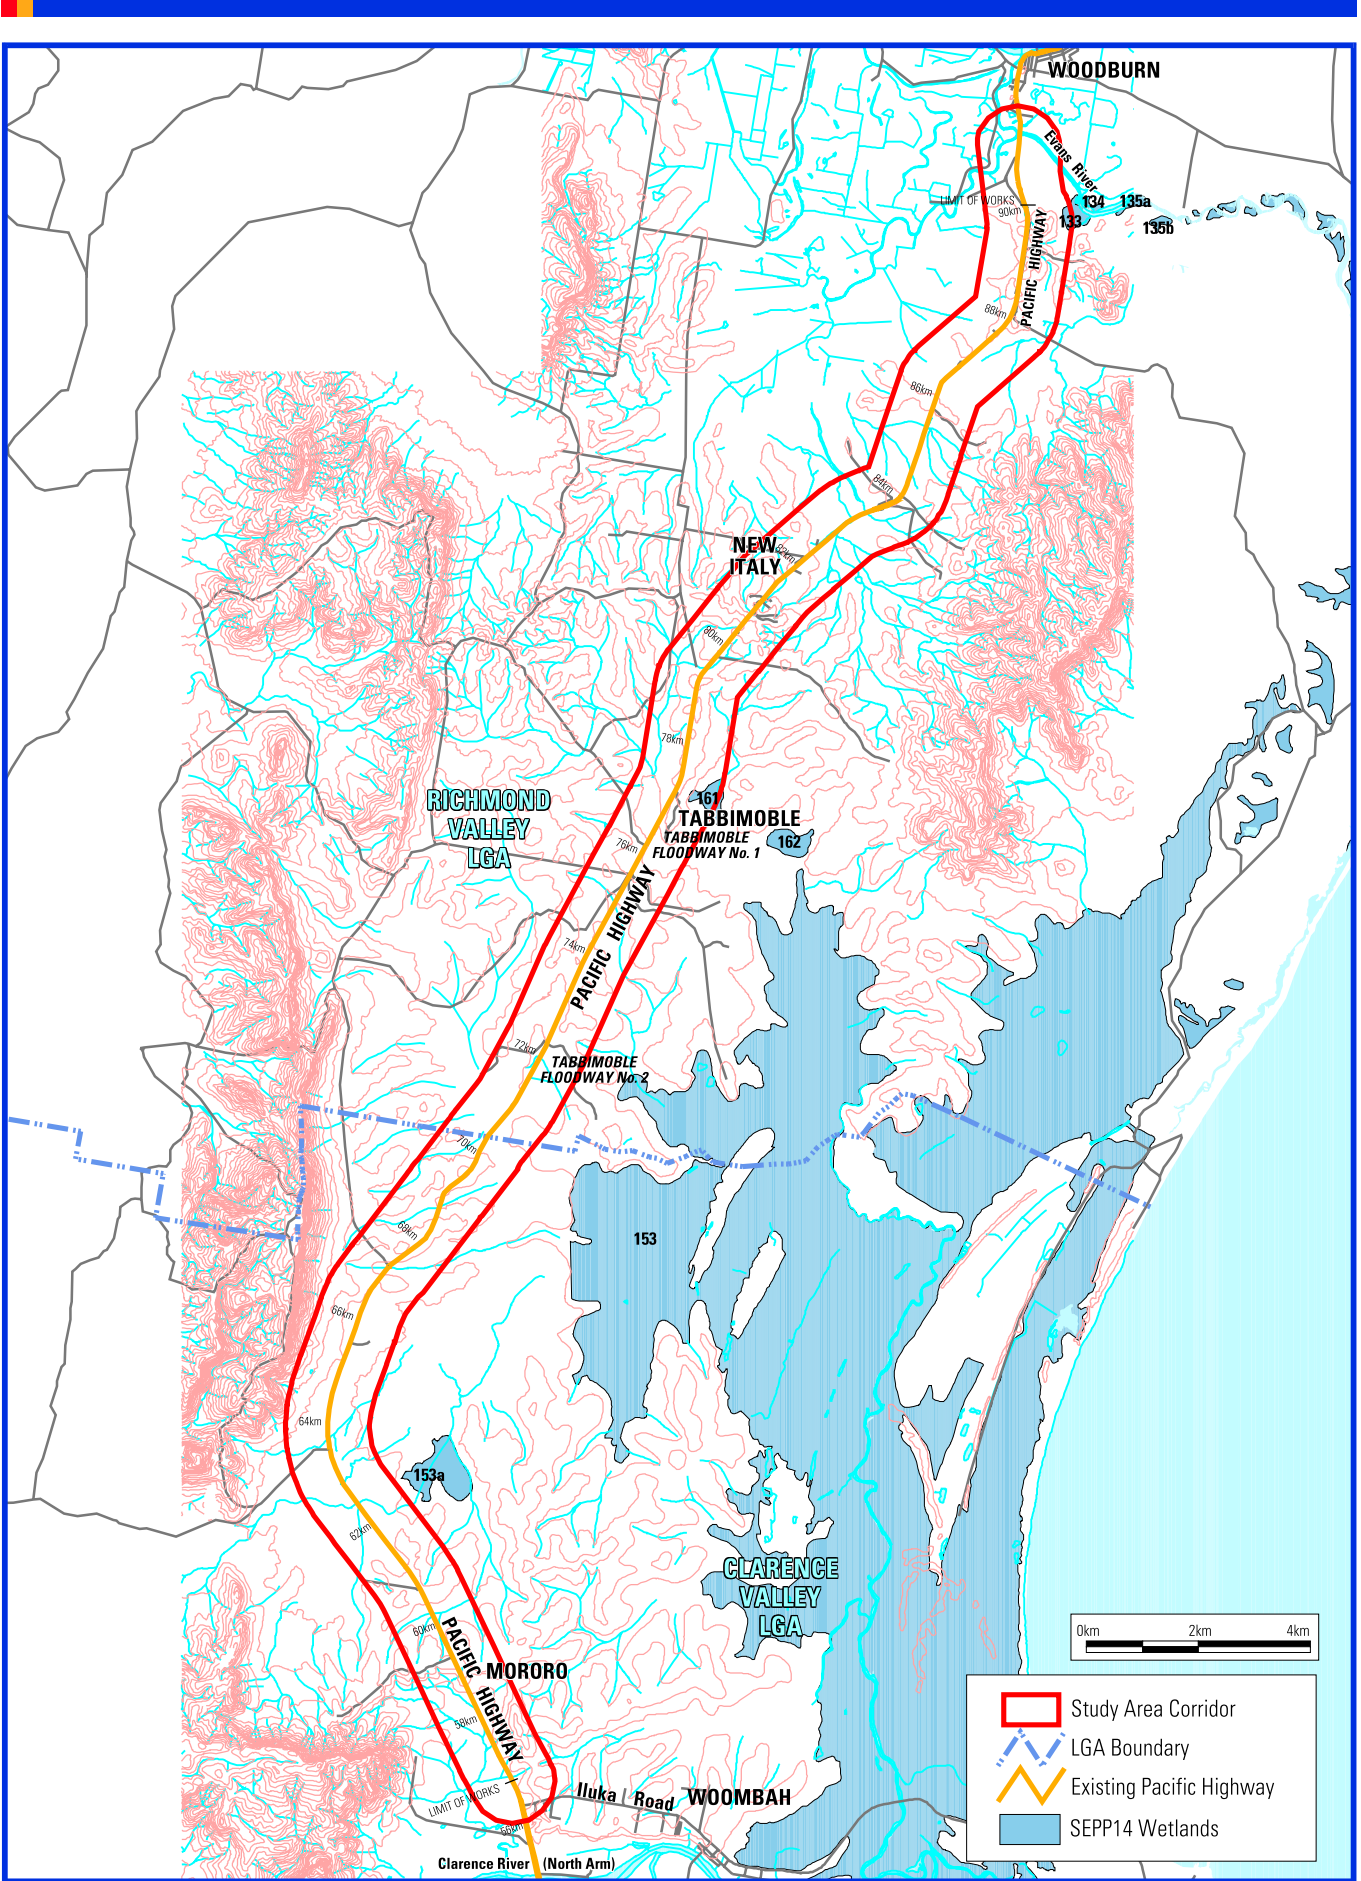 WOODBURN
Evans River
134
135a
LIMIT OF WORKS
90km
133
135b
PACIFIC HIGHWAY
88km
86km
84km
NEW
ITALY
82km
80km
78km
161
RICHMOND
VALLEY
LGA
TABBIMOBLE
TABBIMOBLE
FLOODWAY No. 1
162
76km
PACIFIC HIGHWAY
74km
72km
TABBIMOBLE
FLOODWAY No. 2
70km
68km
153
66km
64km
153a
62km
CLARENCE
VALLEY
LGA
60km
PACIFIC HIGHWAY
MORORO
58km
LIMIT OF WORKS
56km
Iluka Road
WOOMBAH
Clarence River (North Arm)
0km 2km 4km
Study Area Corridor
LGA Boundary
Existing Pacific Highway
SEPP14 Wetlands